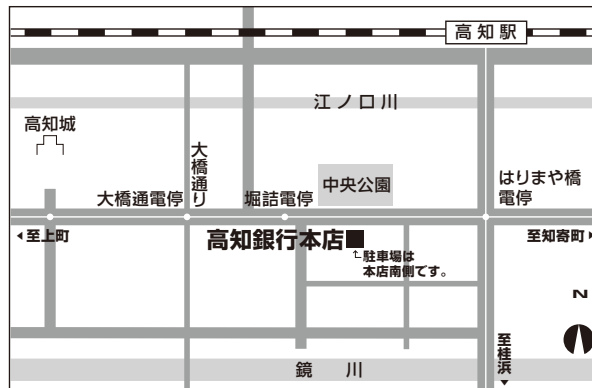 高知駅
江ノ口川
高知城
大橋通り
中央公園
はりまや橋
電停
大橋通電停
堀詰電停
至上町
高知銀行本店
至知寄町
駐車場は
本店南側です。
N
至桂浜
鏡川